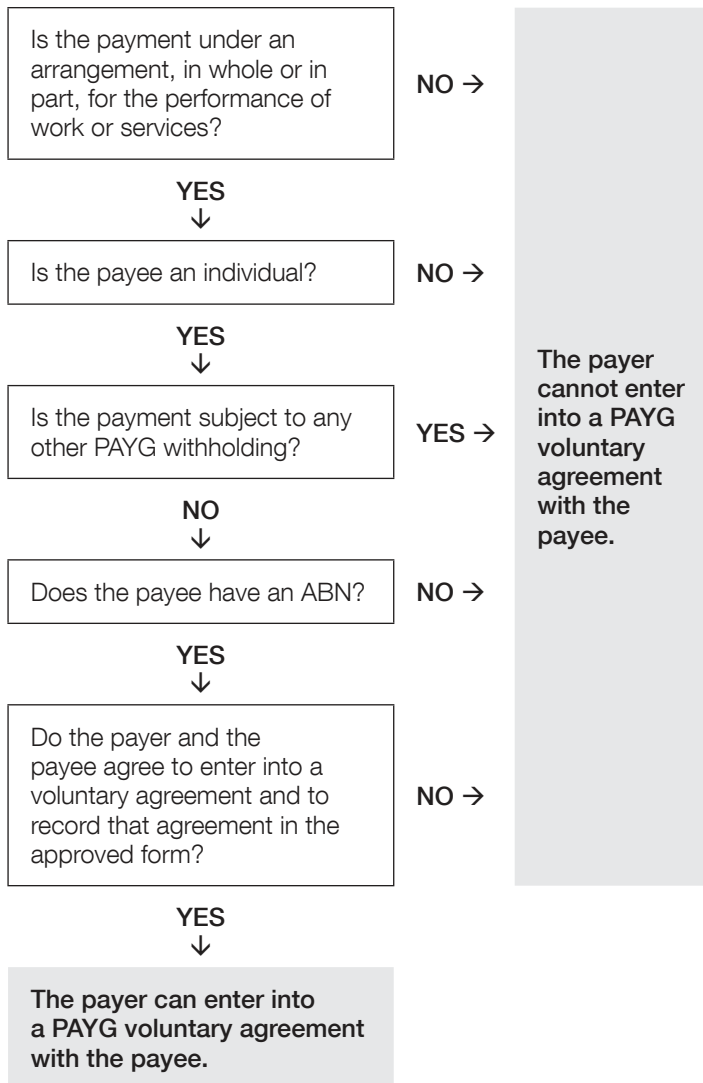 Is the payment under an
arrangement, in whole or in
part, for the performance of
work or services?
NO →
YES
↓
Is the payee an individual?
NO →
YES
↓
Is the payment subject to any
other PAYG withholding?
YES →
NO
↓
Does the payee have an ABN?
NO →
YES
↓
Do the payer and the
payee agree to enter into a
voluntary agreement and to
record that agreement in the
approved form?
NO →
The payer
cannot enter
into a PAYG
voluntary
agreement
with the
payee.
YES
↓
The payer can enter into
a PAYG voluntary agreement
with the payee.